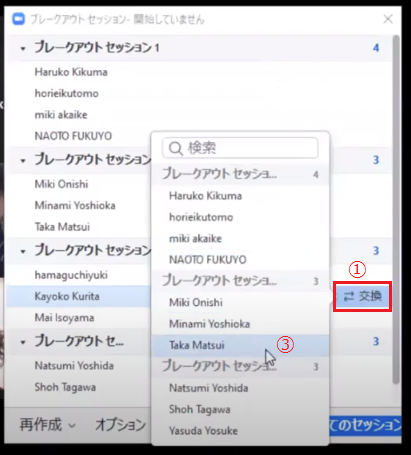 ブレークアウト セッション- 開始していません
ブレークアウト セッション 1 4
Haruko Kikuma
horieikutomo
miki akaike
NAOTO FUKUYO
ブレークアウト セッション 3
Miki Onishi
Minami Yoshioka
Taka Matsui
ブレークアウト セッション 3
hamaguchiyuki
Kayoko Kurita
Mai Isoyama
ブレークアウト セ... 3
Natsumi Yoshida
Shoh Tagawa
再作成 オプション
検索
ブレークアウト セッショ... 4
Haruko Kikuma
horieikutomo
miki akaike
NAOTO FUKUYO
ブレークアウト セッショ... 3
Miki Onishi
Minami Yoshioka
Taka Matsui
③
ブレークアウト セッショ... 3
Natsumi Yoshida
Shoh Tagawa
Yasuda Yosuke
①
交換
てのセッション